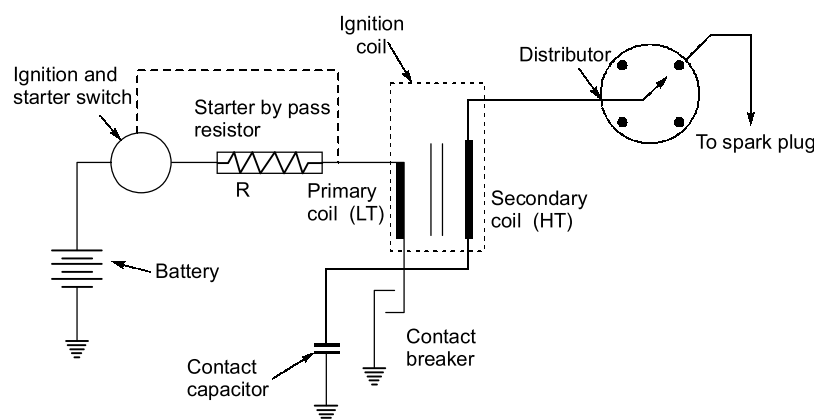 Ignition
coil
Distributor
Ignition and
starter switch
Starter by pass
resistor
To spark plug
R
Primary
coil (LT)
Secondary
coil (HT)
Battery
Contact
breaker
Contact
capacitor